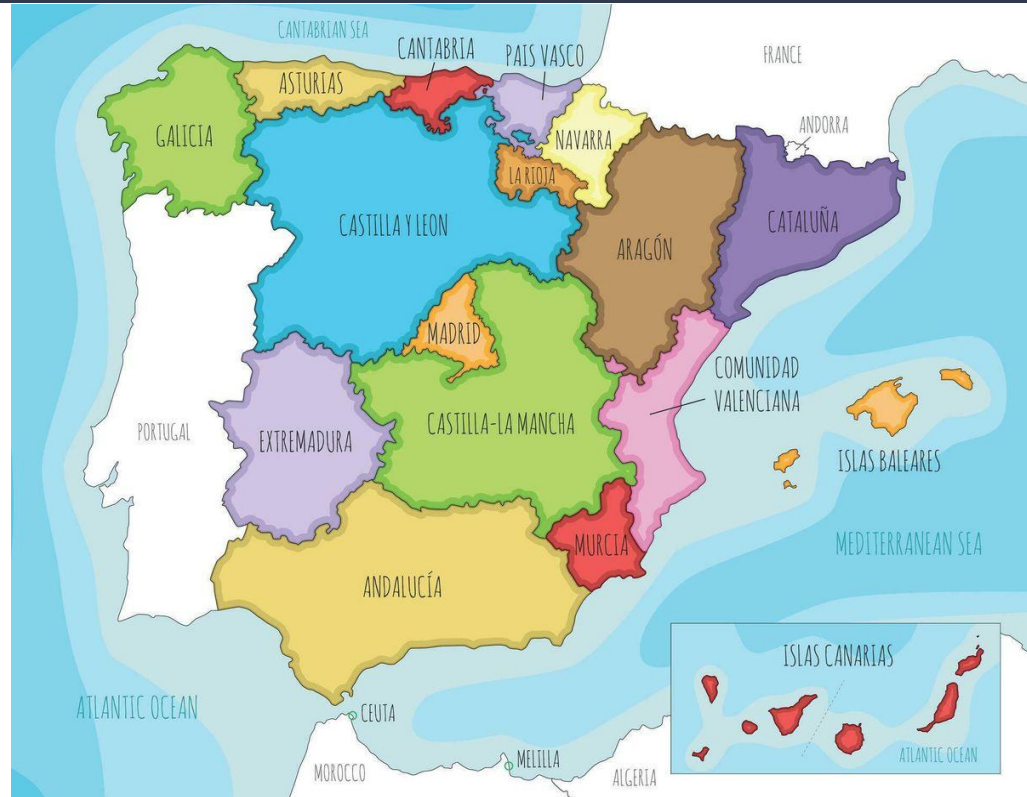 CANTABRIAN SEA
CANTABRIA
PAIS VASCO
FRANCE
ASTURIAS
GALICIA
NAVARRA
ANDORRA
LA RIOJA
CASTILLA Y LEON
ARAGÓN
CATALUÑA
MADRID
COMUNIDAD
VALENCIANA
PORTUGAL
EXTREMADURA
CASTILLA-LA MANCHA
ISLAS BALEARES
MURCIA
MEDITERRANEAN SEA
ANDALUCÍA
ISLAS CANARIAS
ATLANTIC OCEAN
CEUTA
MELILLA
ATLANTIC OCEAN
MOROCCO
ALGERIA